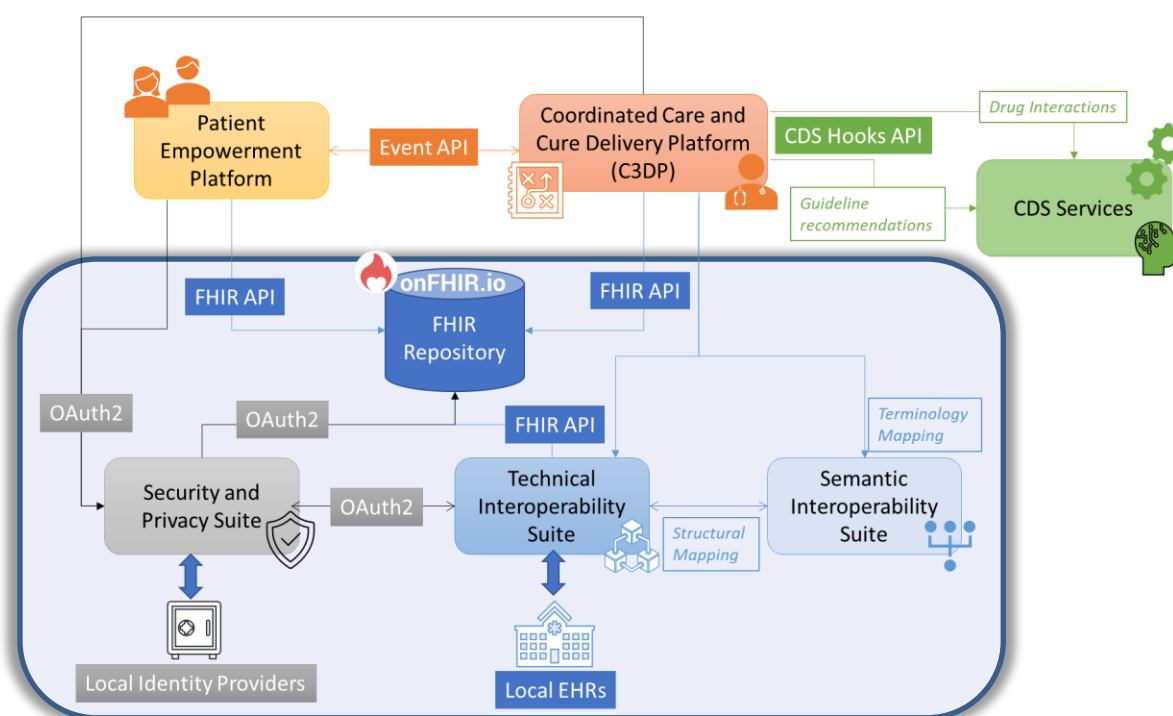 Patient
Empowerment
Platform
Event API
Coordinated Care and
Cure Delivery Platform
(C3DP)
CDS Hooks API
Drug Interactions
Guideline
recommendations
CDS Services
FHIR API
onFHIR.io
FHIR
Repository
FHIR API
OAuth2
OAuth2
FHIR API
Terminology
Mapping
Security and
Privacy Suite
OAuth2
Technical
Interoperability
Suite
Structural
Mapping
Semantic
Interoperability
Suite
Local Identity Providers
Local EHRs